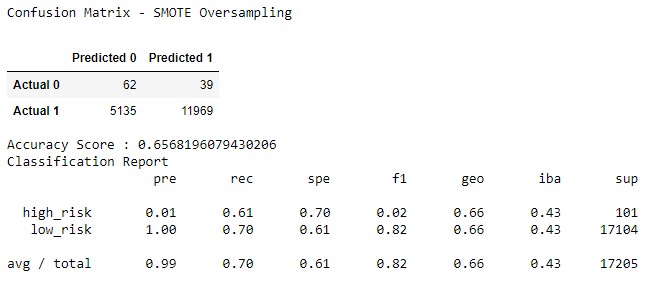 Confusion Matrix - SMOTE Oversampling
Predicted 0 Predicted 1
Actual 0 62 39
Actual 1 5135 11969
Accuracy Score : 0.6568196079430206
Classification Report
pre rec spe f1 geo iba sup
high_risk 0.01 0.61 0.70 0.02 0.66 0.43 101
low_risk 1.00 0.70 0.61 0.82 0.66 0.43 17104
avg / total 0.99 0.70 0.61 0.82 0.66 0.43 17205